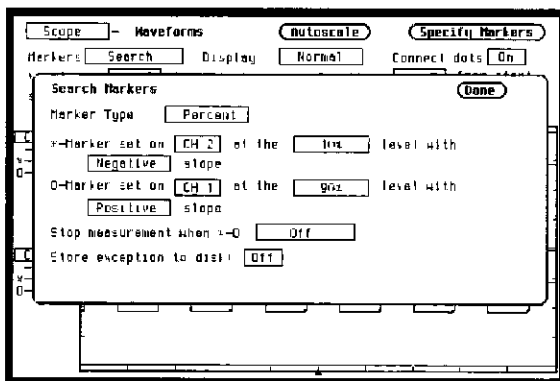 Scope - Waveforms Autoscale Specify Markers
Markers Search Display Normal Connect dots On
Search Markers Done
Marker Type Percent
X-Marker set on CH 2 at the 10% level with
Negative slope
O-Marker set on CH 1 at the 90% level with
Positive slope
Stop measurement when X-O Off
Store exception to disk: Off